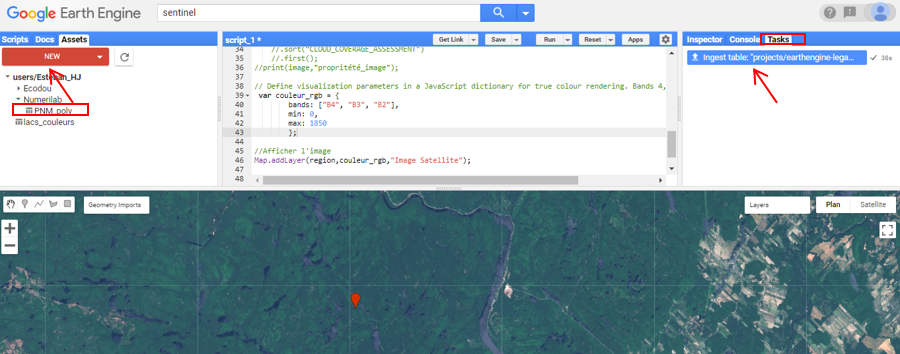 Google Earth Engine
sentinel
Scripts Docs Assets
NEW
users/Esteban_HJ
Ecodou
Numerilab
PNM_poly
lacs_couleurs
script_1 *
Get Link
Save
Run
Reset
Apps
34 //.sort("CLOUD_COVERAGE_ASSESSMENT")
35 //.first();
36 //print(image,"propritété_image");
37
38 // Define visualization parameters in a JavaScript dictionary for true colour rendering. Bands 4,
39 var couleur_rgb = {
40 bands: ["B4", "B3", "B2"],
41 min: 0,
42 max: 1850
43 };
44
45 //Afficher l'image
46 Map.addLayer(region,couleur_rgb,"Image Satellite");
47
48
Inspector Console Tasks
Ingest table: "projects/earthengine-lega...
38s
Geometry Imports
Layers
Plan
Satellite